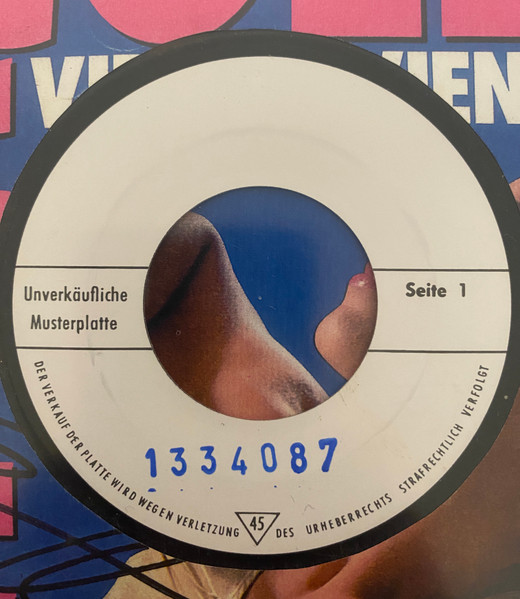 Unverkäufliche
Musterplatte
Seite 1
1334087
DER VERKAUF DER PLATTE WIRD WEGEN VERLETZUNG 45 DES URHEBERRECHTS STRAFRECHTLICH VERFOLGT